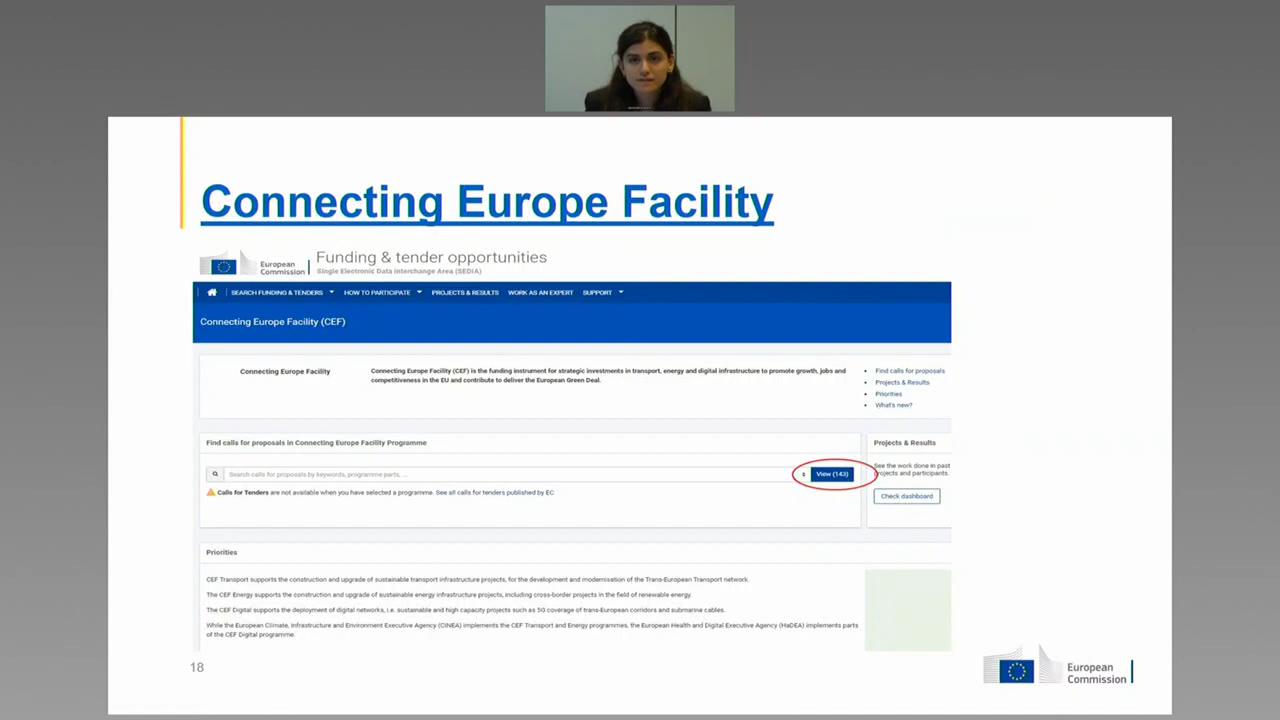 Connecting Europe Facility
European
Commission
Funding & tender opportunities
Single Electronic Data Interchange Area (SEDIA)
SEARCH FUNDING & TENDERS HOW TO PARTICIPATE PROJECTS & RESULTS WORK AS AN EXPERT SUPPORT
Connecting Europe Facility (CEF)
Connecting Europe Facility
Connecting Europe Facility (CEF) is the funding instrument for strategic investments in transport, energy and digital infrastructure to promote growth, jobs and
competitiveness in the EU and contribute to deliver the European Green Deal.
Find calls for proposals
Projects & Results
Priorities
What's new?
Find calls for proposals in Connecting Europe Facility Programme
Search calls for proposals by keywords, programme parts, ...
View (143)
Calls for Tenders are not available when you have selected a programme. See all calls for tenders published by EC
Projects & Results
See the work done in past
projects and participants.
Check dashboard
Priorities
CEF Transport supports the construction and upgrade of sustainable transport infrastructure projects, for the development and modernisation of the Trans-European Transport network.
The CEF Energy supports the construction and upgrade of sustainable energy infrastructure projects, including cross-border projects in the field of renewable energy.
The CEF Digital supports the deployment of digital networks, i.e. sustainable and high capacity projects such as 5G coverage of trans-European corridors and submarine cables.
While the European Climate, Infrastructure and Environment Executive Agency (CINEA) implements the CEF Transport and Energy programmes, the European Health and Digital Executive Agency (HaDEA) implements parts
of the CEF Digital programme.
18
European
Commission